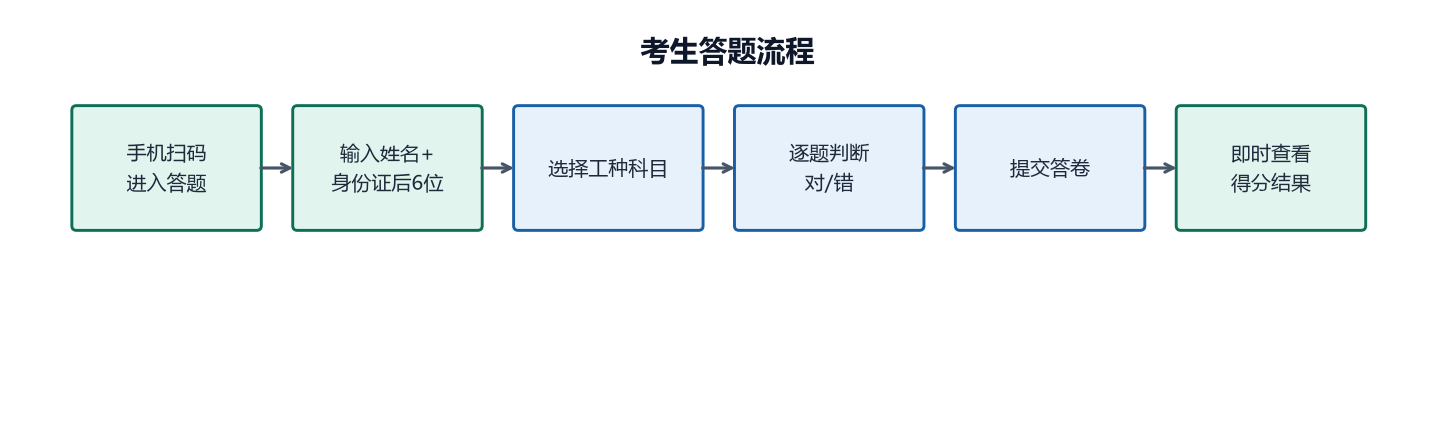 考生答题流程
手机扫码
进入答题
输入姓名+
身份证后6位
选择工种科目
逐题判断
对/错
提交答卷
即时查看
得分结果